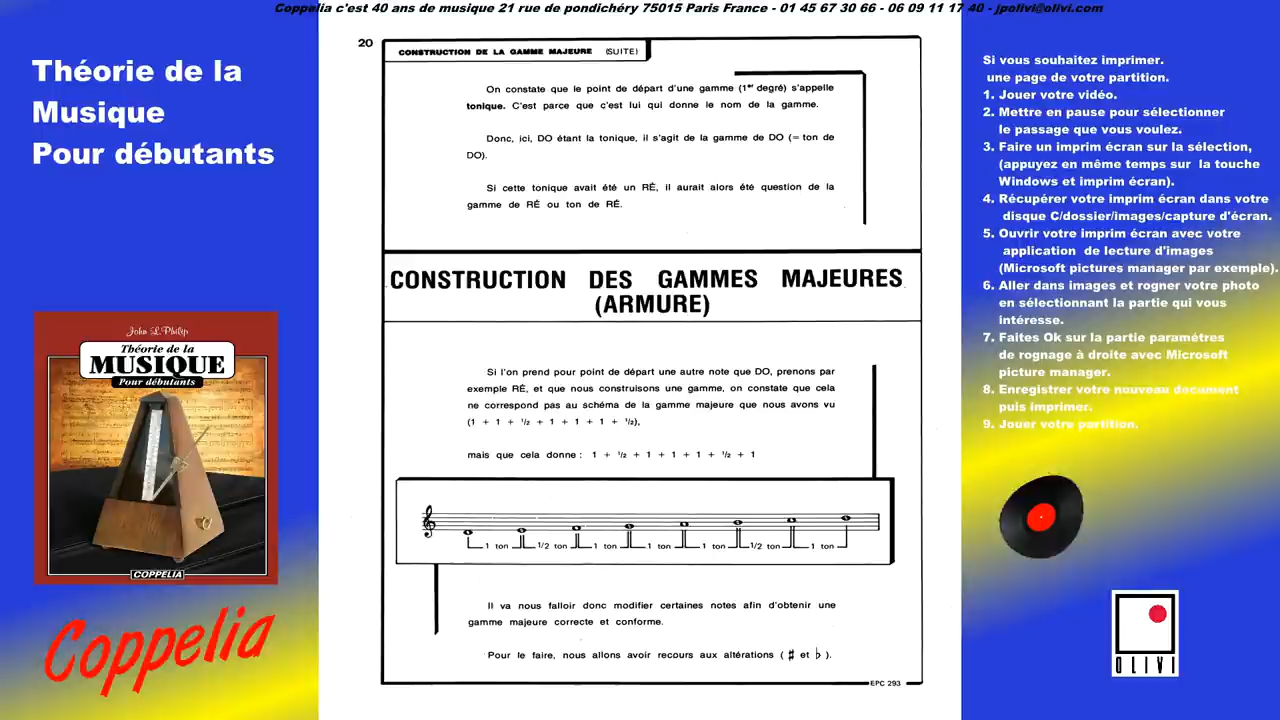 Coppelia c'est 40 ans de musique 21 rue de pondichéry 75015 Paris France - 01 45 67 30 66 - 06 09 11 17 40 - jpolivi@olivi.com
Théorie de la
Musique
Pour débutants
John L.Philip
Théorie de la
MUSIQUE
Pour débutants
COPPELIA
Coppelia
20
CONSTRUCTION DE LA GAMME MAJEURE (SUITE)
On constate que le point de départ d'une gamme (1er degré) s'appelle
tonique. C'est parce que c'est lui qui donne le nom de la gamme.
Donc, ici, DO étant la tonique, il s'agit de la gamme de DO (= ton de
DO).
Si cette tonique avait été un RÉ, il aurait alors été question de la
gamme de RÉ ou ton de RÉ.
CONSTRUCTION DES GAMMES MAJEURES
(ARMURE)
Si l'on prend pour point de départ une autre note que DO, prenons par
exemple RÉ, et que nous construisons une gamme, on constate que cela
ne correspond pas au schéma de la gamme majeure que nous avons vu
(1 + 1 + ½ + 1 + 1 + 1 + ½),
mais que cela donne : 1 + ½ + 1 + 1 + 1 + ½ + 1
1 ton 1/2 ton 1 ton 1 ton 1 ton 1/2 ton 1 ton
Il va nous falloir donc modifier certaines notes afin d'obtenir une
gamme majeure correcte et conforme.
Pour le faire, nous allons avoir recours aux altérations ( ♯ et ♭ ).
EPC 293
Si vous souhaitez imprimer.
une page de votre partition.
1. Jouer votre vidéo.
2. Mettre en pause pour sélectionner
le passage que vous voulez.
3. Faire un imprim écran sur la sélection,
(appuyez en même temps sur la touche
Windows et imprim écran).
4. Récupérer votre imprim écran dans votre
disque C/dossier/images/capture d'écran.
5. Ouvrir votre imprim écran avec votre
application de lecture d'images
(Microsoft pictures manager par exemple).
6. Aller dans images et rogner votre photo
en sélectionnant la partie qui vous
intéresse.
7. Faites Ok sur la partie paramétres
de rognage à droite avec Microsoft
picture manager.
8. Enregistrer votre nouveau document
puis imprimer.
9. Jouer votre partition.
OLIVI